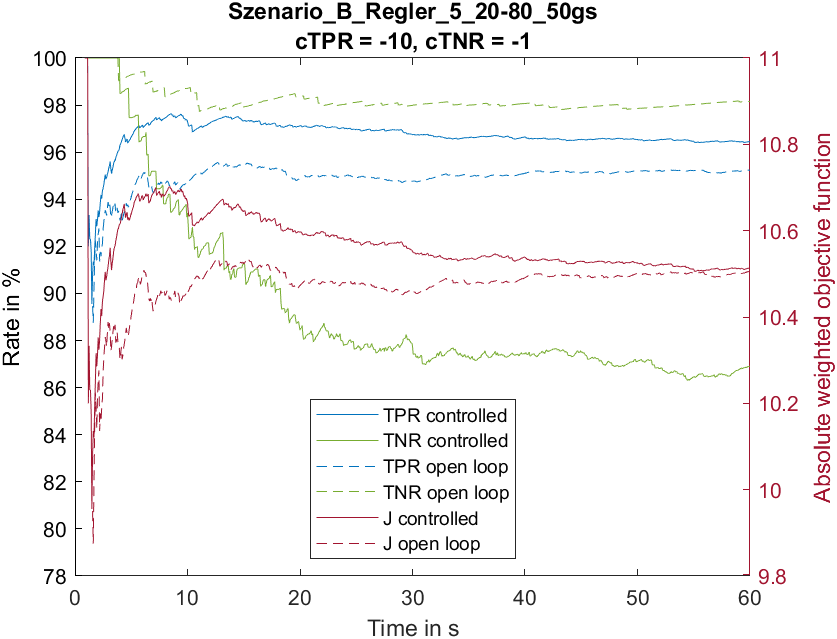 Szenario_B_Regler_5_20-80_50gs
cTPR = -10, cTNR = -1
Rate in %
100
98
96
94
92
90
88
86
84
82
80
78
11
10.8
10.6
10.4
10.2
10
9.8
Absolute weighted objective function
TPR controlled
TNR controlled
TPR open loop
TNR open loop
J controlled
J open loop
0 10 20 30 40 50 60
Time in s